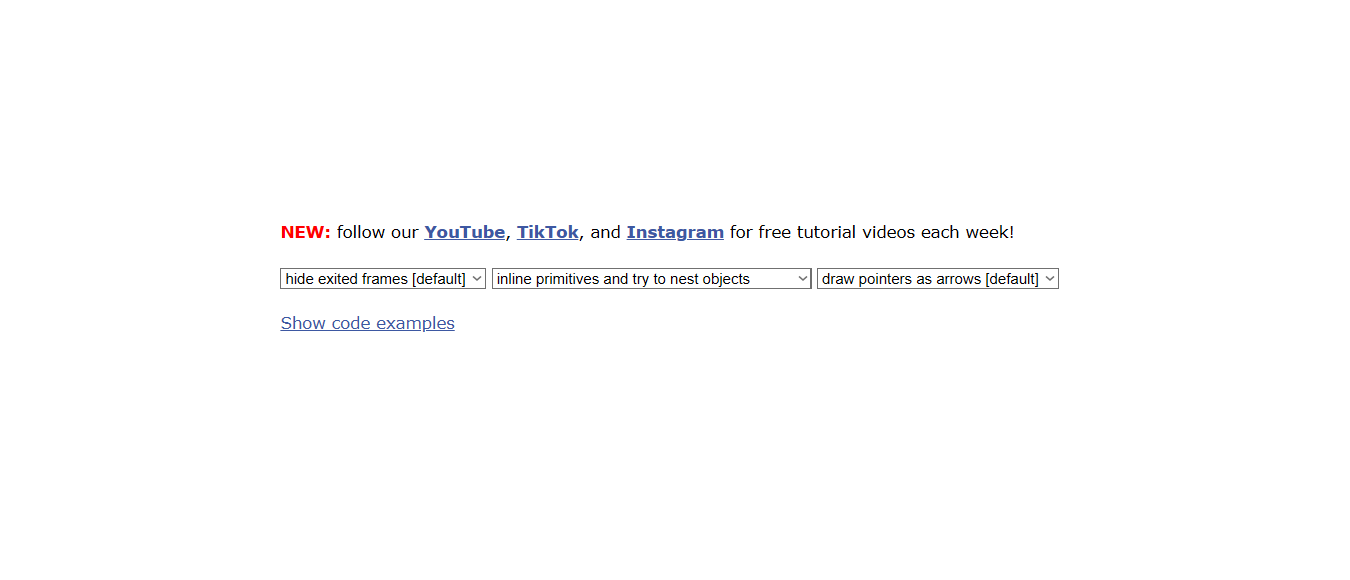 NEW: follow our YouTube, TikTok, and Instagram for free tutorial videos each week!
hide exited frames [default] inline primitives and try to nest objects draw pointers as arrows [default]
Show code examples